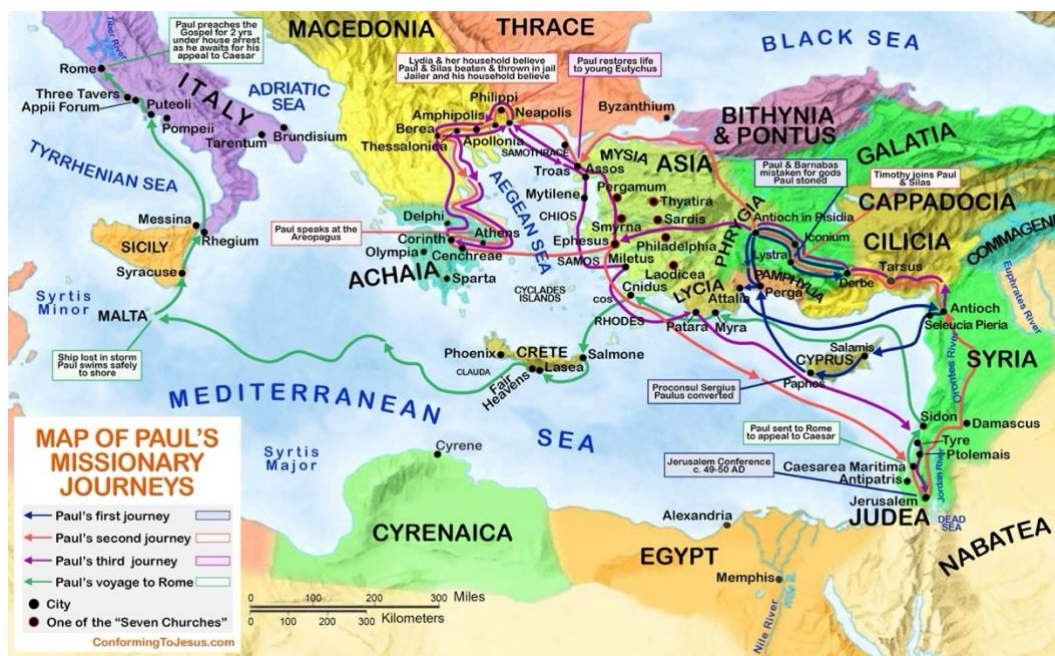 Paul preaches the
Gospel for 2 yrs
under house arrest
as he awaits for his
appeal to Caesar
Tiber River
MACEDONIA
THRACE
BLACK SEA
Lydia & her household believe
Paul & Silas beaten & thrown in jail
Jailer and his household believe
Paul restores life
to young Eutychus
Rome
Three Tavers
Appii Forum
Puteoli
Pompeii
ITALY
ADRIATIC
SEA
Tarentum
Brundisium
TYRRHENIAN SEA
Philippi
Neapolis
Amphipolis
Berea
Apollonia
Thessalonica
SAMOTHRACE
Byzanthium
BITHYNIA
& PONTUS
GALATIA
MYSIA
ASIA
Assos
Troas
Mytilene
Pergamum
Thyatira
CHIOS
Sardis
Smyrna
Ephesus
Philadelphia
SAMOS
Miletus
Laodicea
Cnidus
COS
RHODES
AEGEAN SEA
Paul & Barnabas
mistaken for gods
Paul stoned
Timothy joins Paul
& Silas
CAPPADOCIA
PHRYGIA
Antioch in Pisidia
Iconium
Lystra
CILICIA
COMMAGEN
Tarsus
Derbe
PAMPHYLIA
LYCIA
Attalia
Perga
Patara
Myra
Euphrates River
Messina
Rhegium
SICILY
Syracuse
Syrtis
Minor
MALTA
Paul speaks at the
Areopagus
Delphi
Athens
Corinth
Olympia
Cenchreae
ACHAIA
Sparta
CYCLADES
ISLANDS
Antioch
Seleucia Pieria
SYRIA
Orontes River
Salamis
CYPRUS
Paphos
Ship lost in storm
Paul swims safely
to shore
Phoenix
CRETE
Salmone
CLAUDA
Lasea
Fair
Heavens
Proconsul Sergius
Paulus converted
MEDITERRANEAN
SEA
Sidon
Damascus
Paul sent to Rome
to appeal to Caesar
Tyre
Ptolemais
Jerusalem Conference
c. 49-50 AD
Caesarea Maritima
Antipatris
Jordan River
Jerusalem
JUDEA
DEAD
SEA
NABATEA
Syrtis
Major
Cyrene
CYRENAICA
Alexandria
EGYPT
Memphis
Nile River
Nile R
MAP OF PAUL'S
MISSIONARY
JOURNEYS
Paul's first journey
Paul's second journey
Paul's third journey
Paul's voyage to Rome
City
One of the "Seven Churches"
ConformingToJesus.com
0 100 200 300 Miles
0 100 200 300 Kilometers